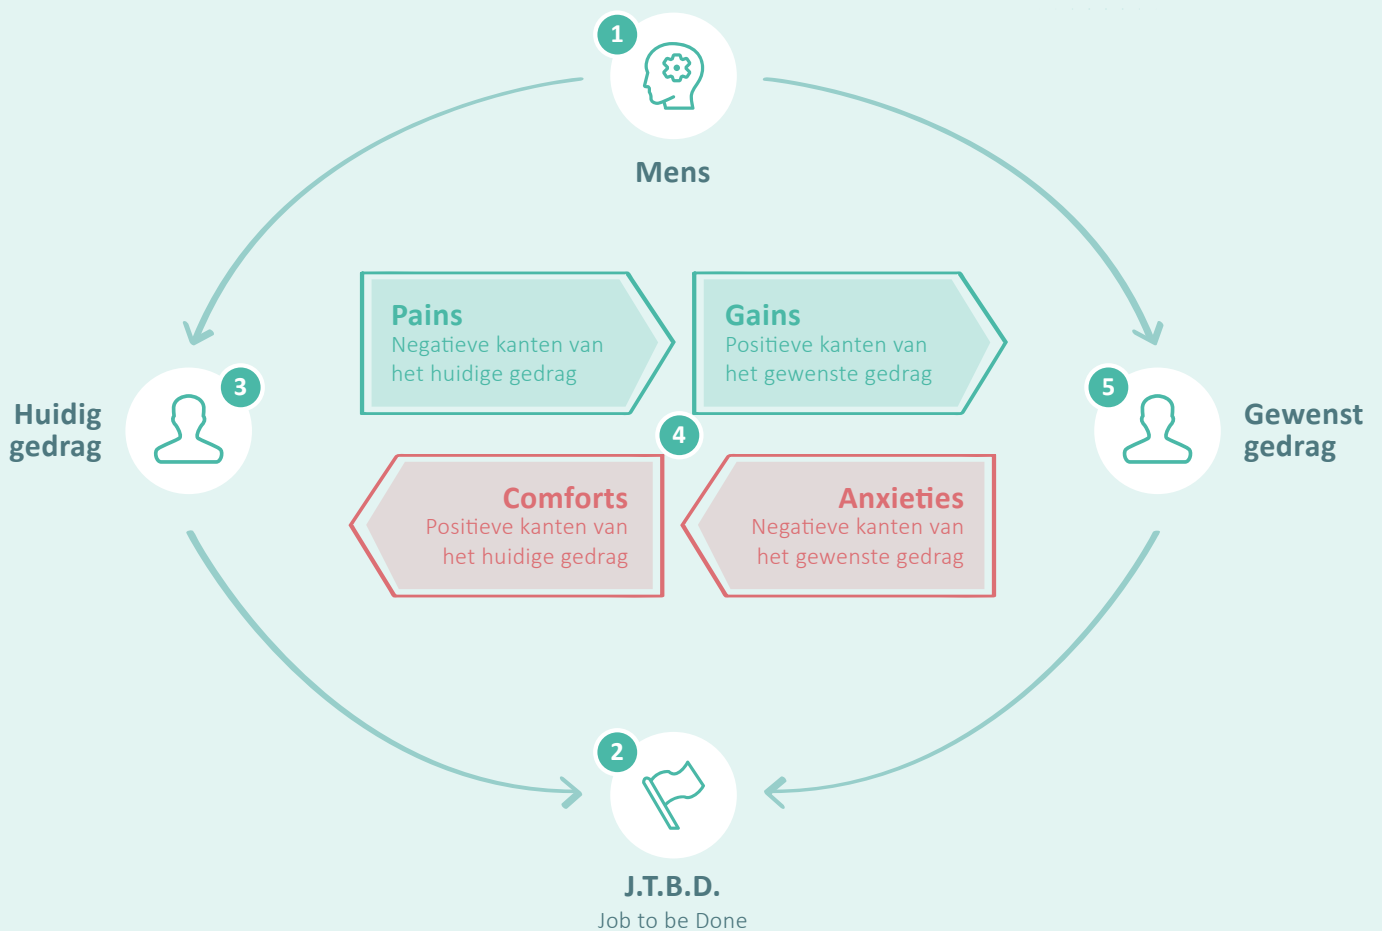 1
Mens
Pains
Negatieve kanten van
het huidige gedrag
Gains
Positieve kanten van
het gewenste gedrag
3
Huidig
gedrag
5
Gewenst
gedrag
4
Comforts
Positieve kanten van
het huidige gedrag
Anxieties
Negatieve kanten van
het gewenste gedrag
2
J.T.B.D.
Job to be Done